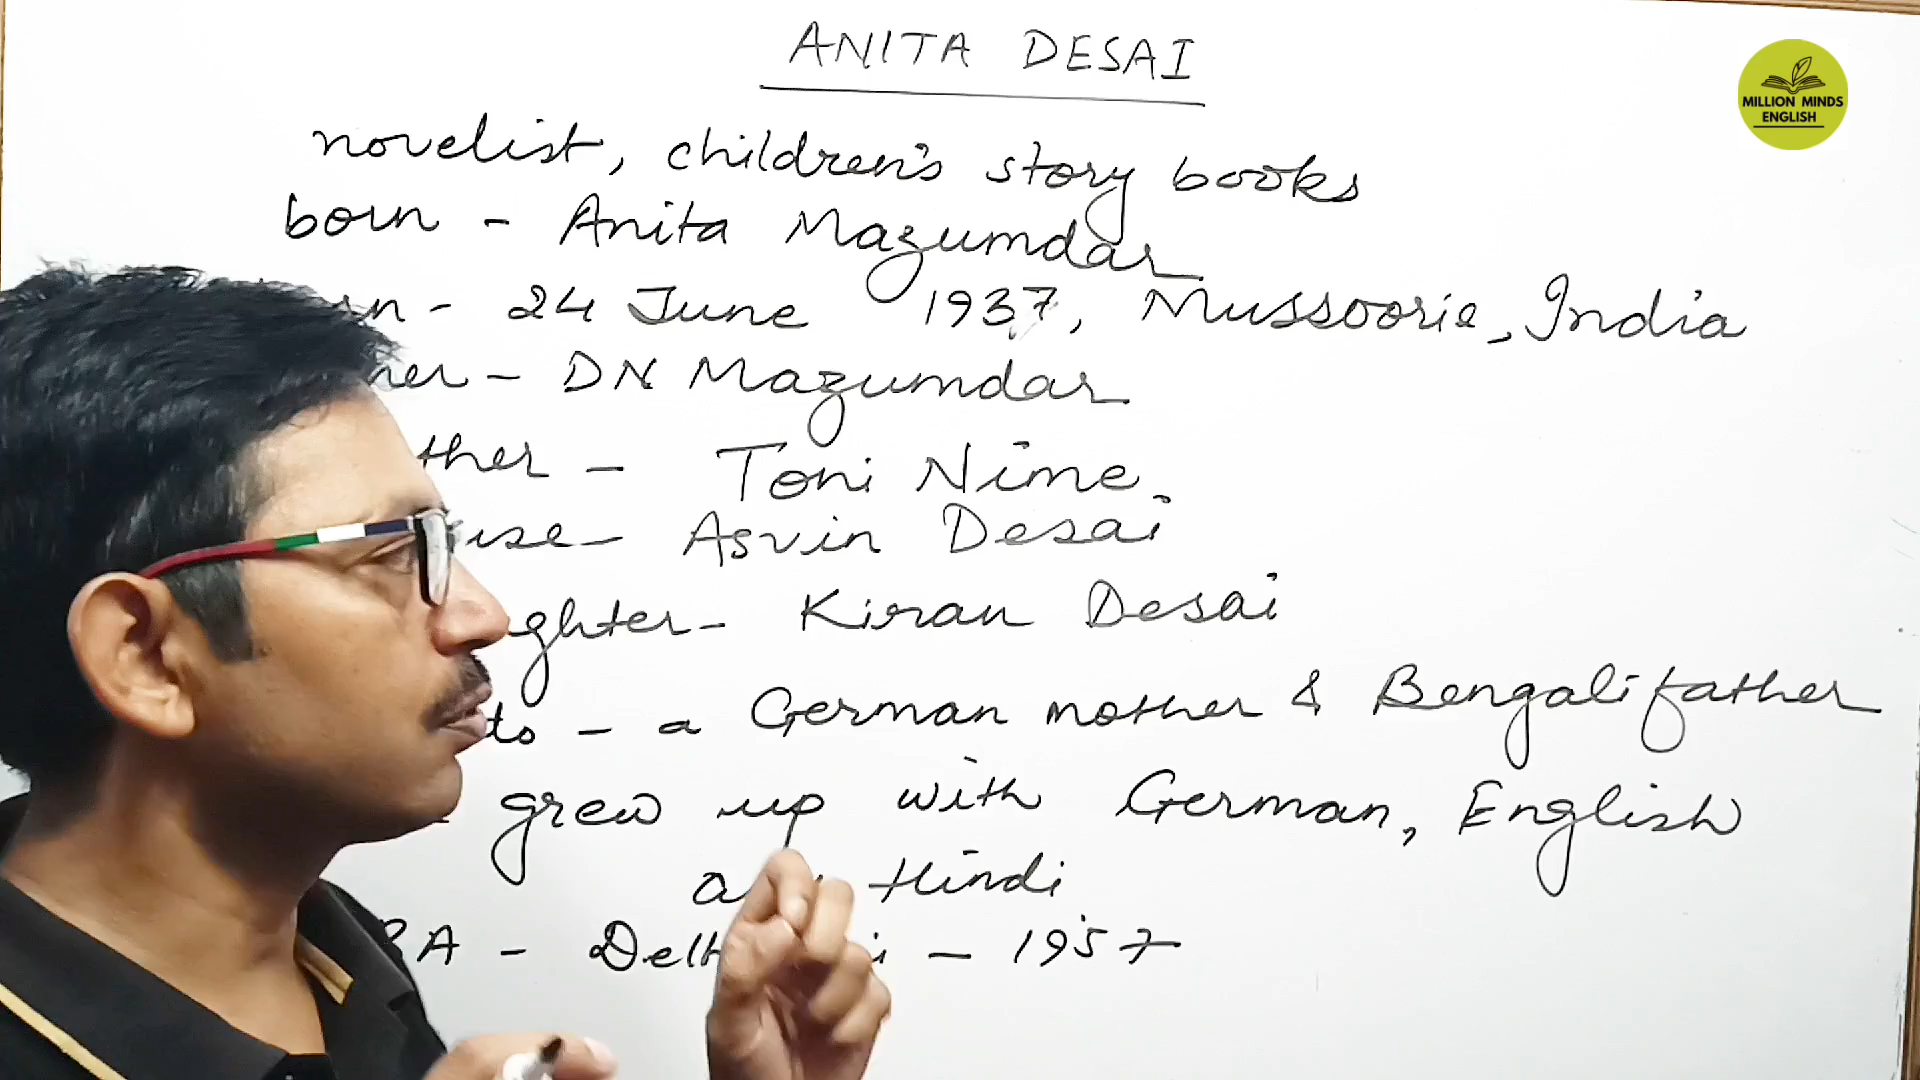 ANITA DESAI
MILLION MINDS
ENGLISH
novelist, children's story books
born - Anita Mazumdar
- 24 June 1937, Mussoorie, India
- DN Mazumdar
ther - Toni Nime
use - Asvin Desai
ghter - Kiran Desai
to - a German mother & Bengali father
grew up with German, English
Hindi
BA - Delh i - 1957